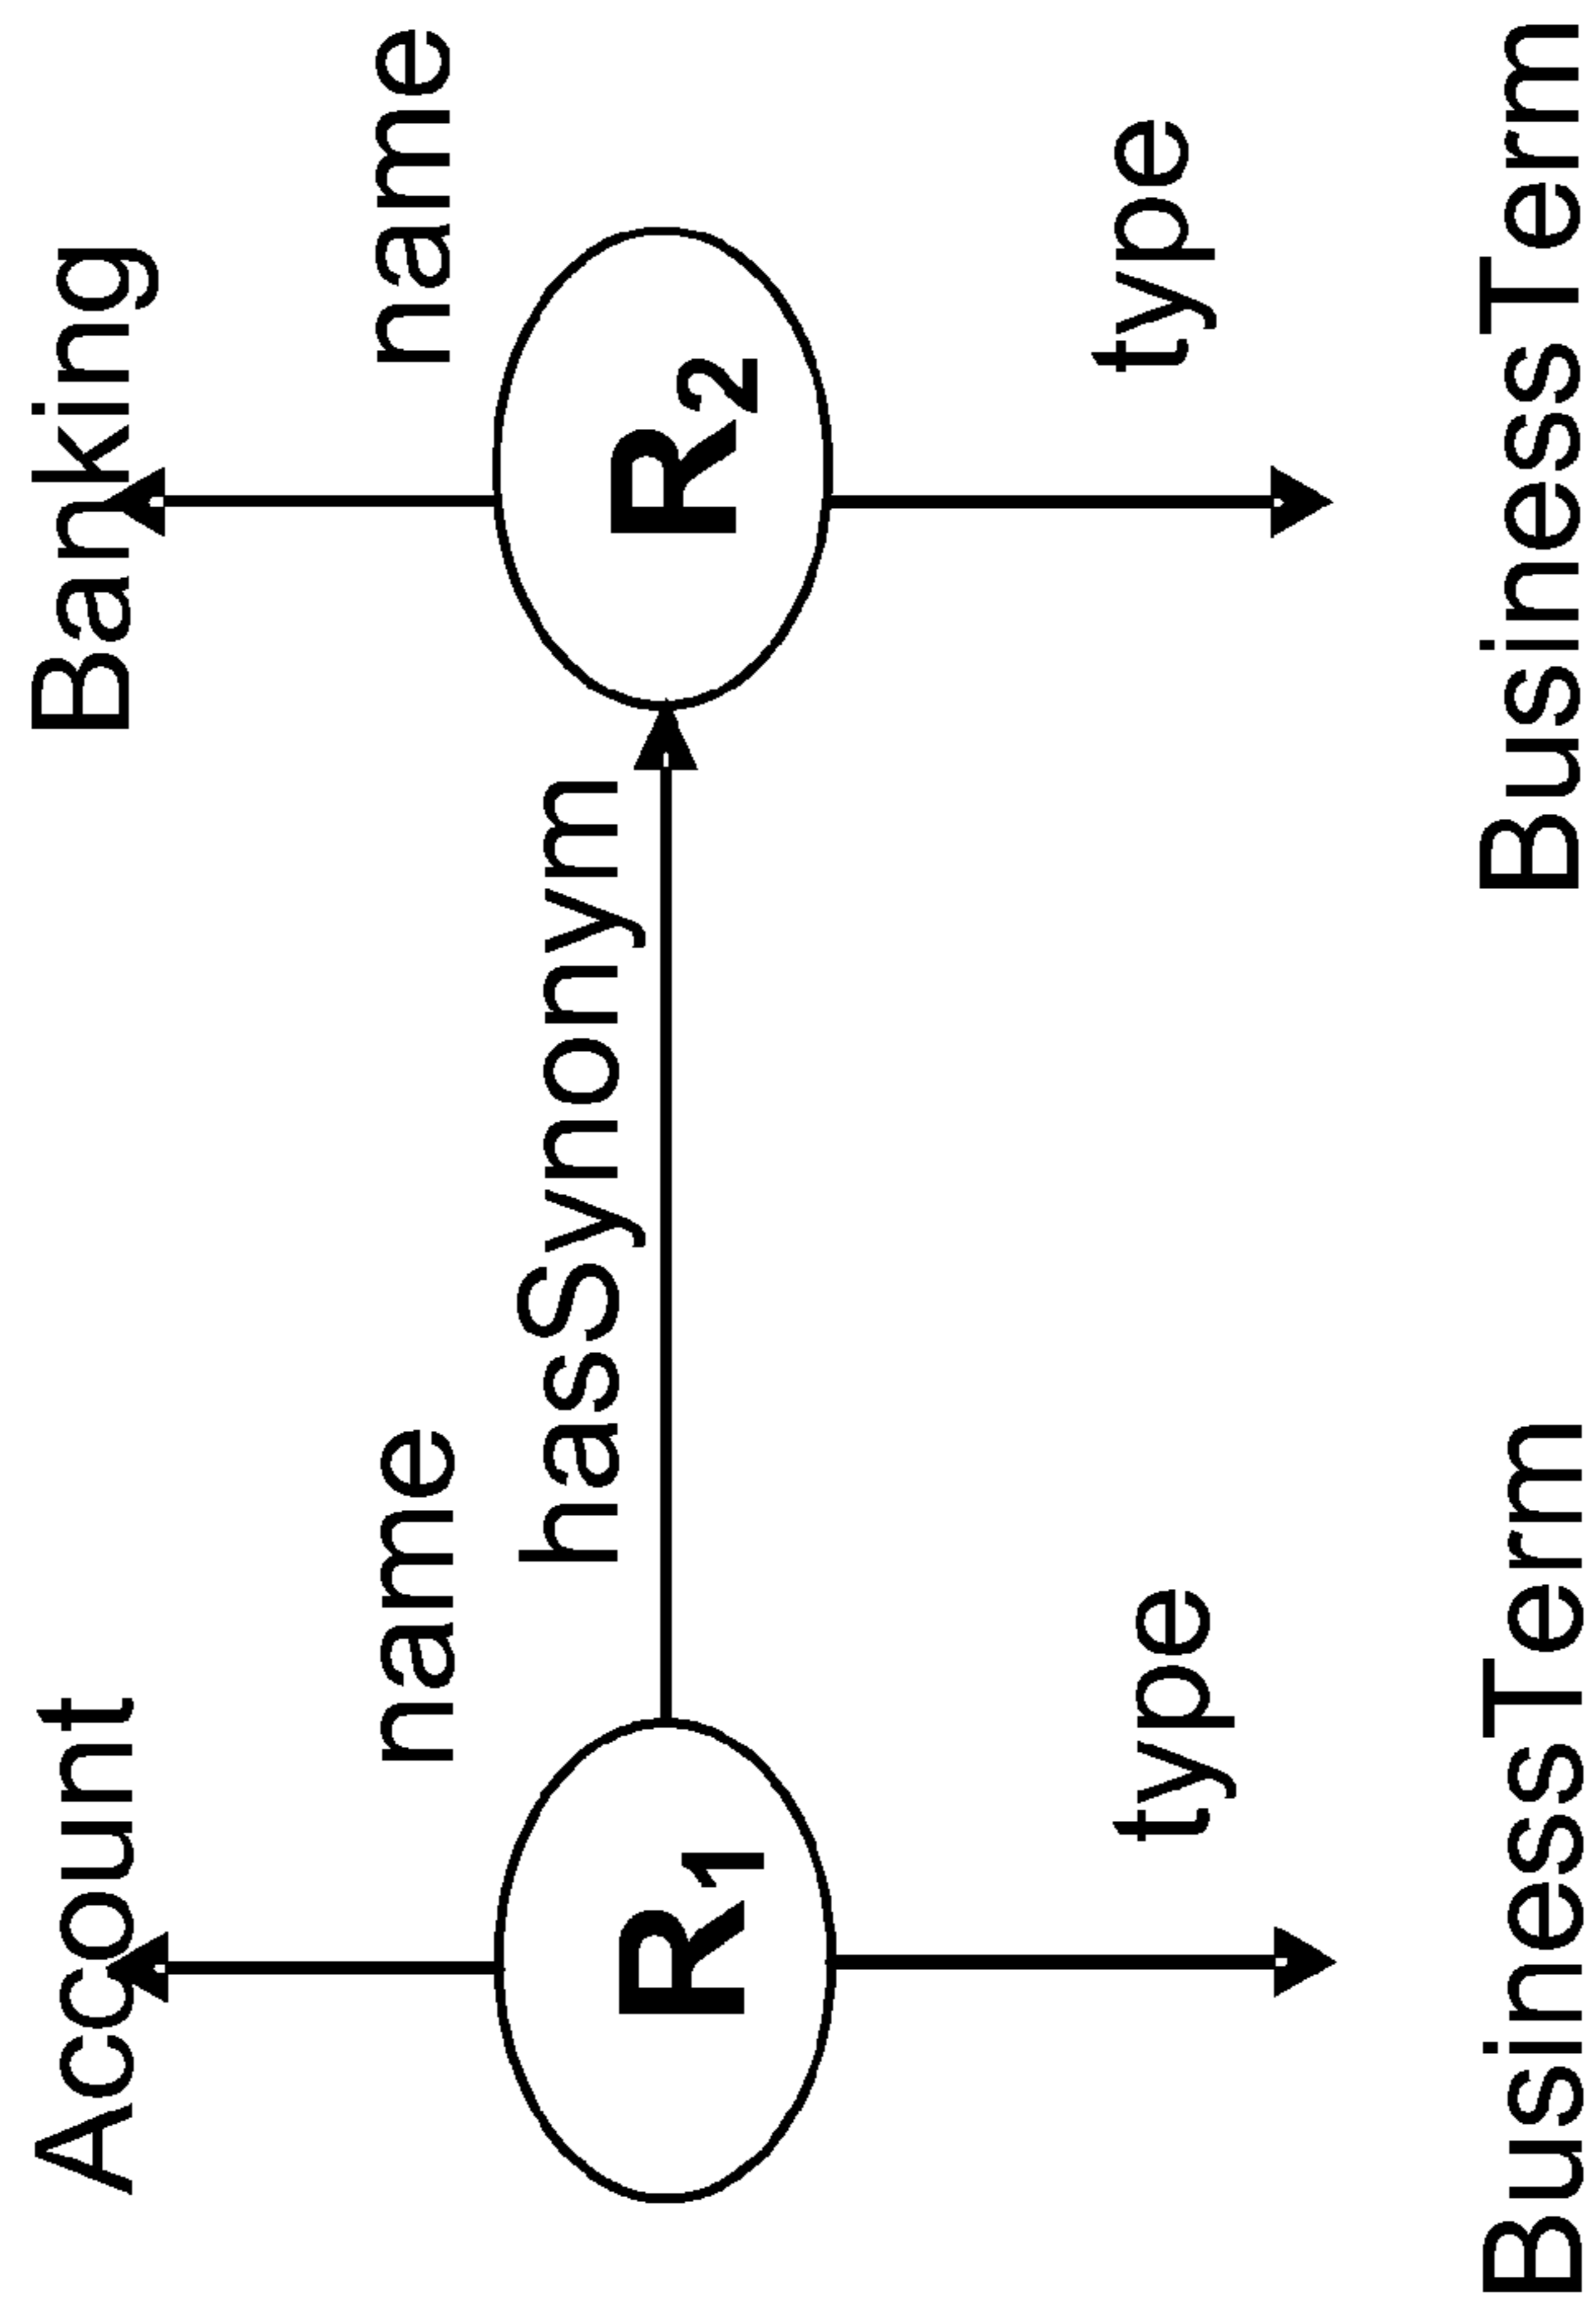 Account
Banking
name
name
hasSynonym
R1
R2
type
type
BusinessTerm
BusinessTerm